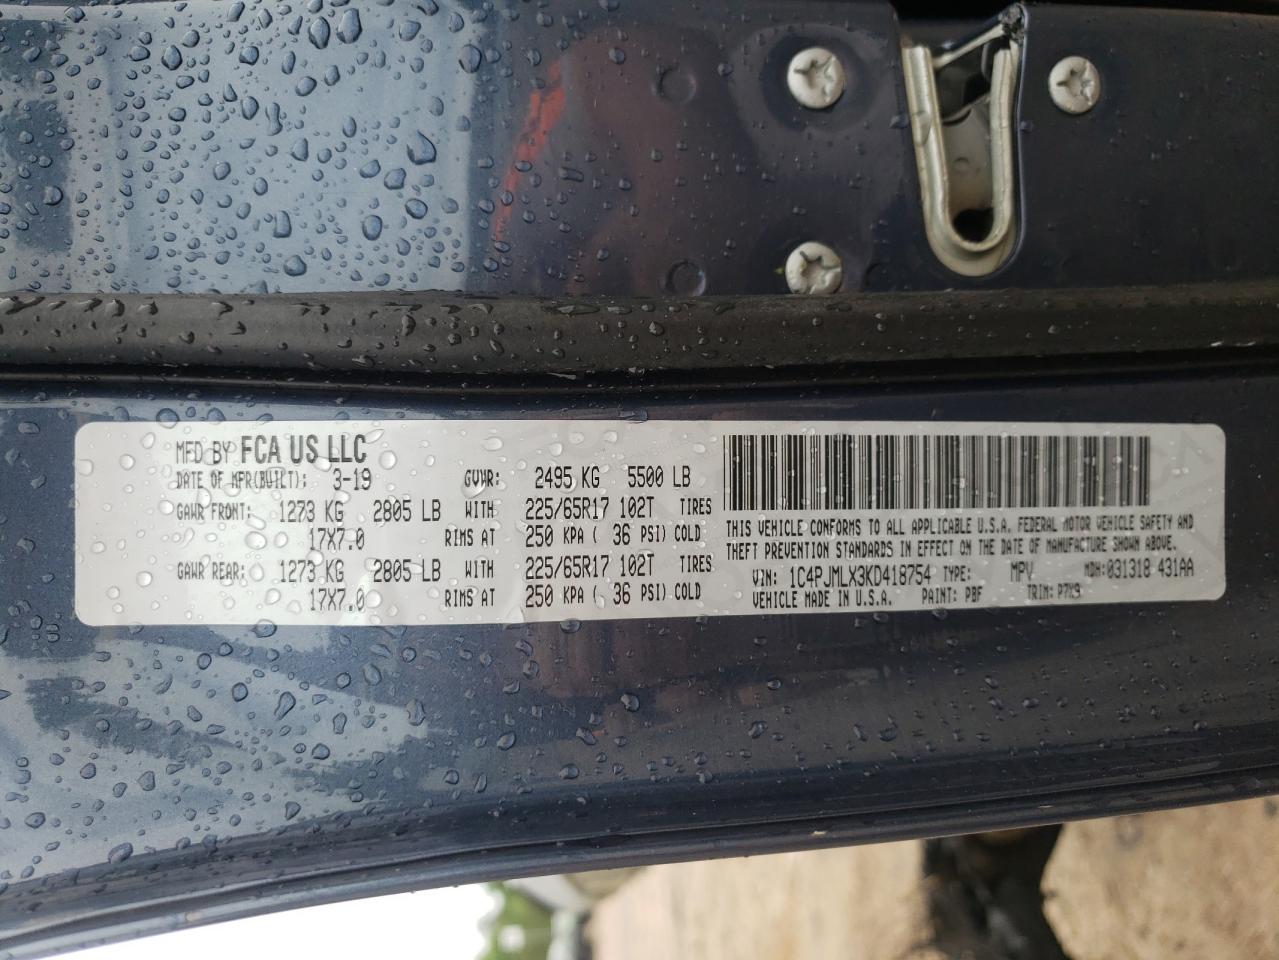 MFD BY FCA US LLC
DATE OF MFR(BUILT): 3-19 GVWR: 2495 KG 5500 LB
GAWR FRONT: 1273 KG 2805 LB WITH 225/65R17 102T TIRES
17X7.0 RIMS AT 250 KPA ( 36 PSI) COLD
GAWR REAR: 1273 KG 2805 LB WITH 225/65R17 102T TIRES
17X7.0 RIMS AT 250 KPA ( 36 PSI) COLD
THIS VEHICLE CONFORMS TO ALL APPLICABLE U.S.A. FEDERAL MOTOR VEHICLE SAFETY AND
THEFT PREVENTION STANDARDS IN EFFECT ON THE DATE OF MANUFACTURE SHOWN ABOVE.
VIN: 1C4PJMLX3KD418754 TYPE: MPV MDH: 031318 431AA
VEHICLE MADE IN U.S.A. PAINT: PBF TRIM: P7X9